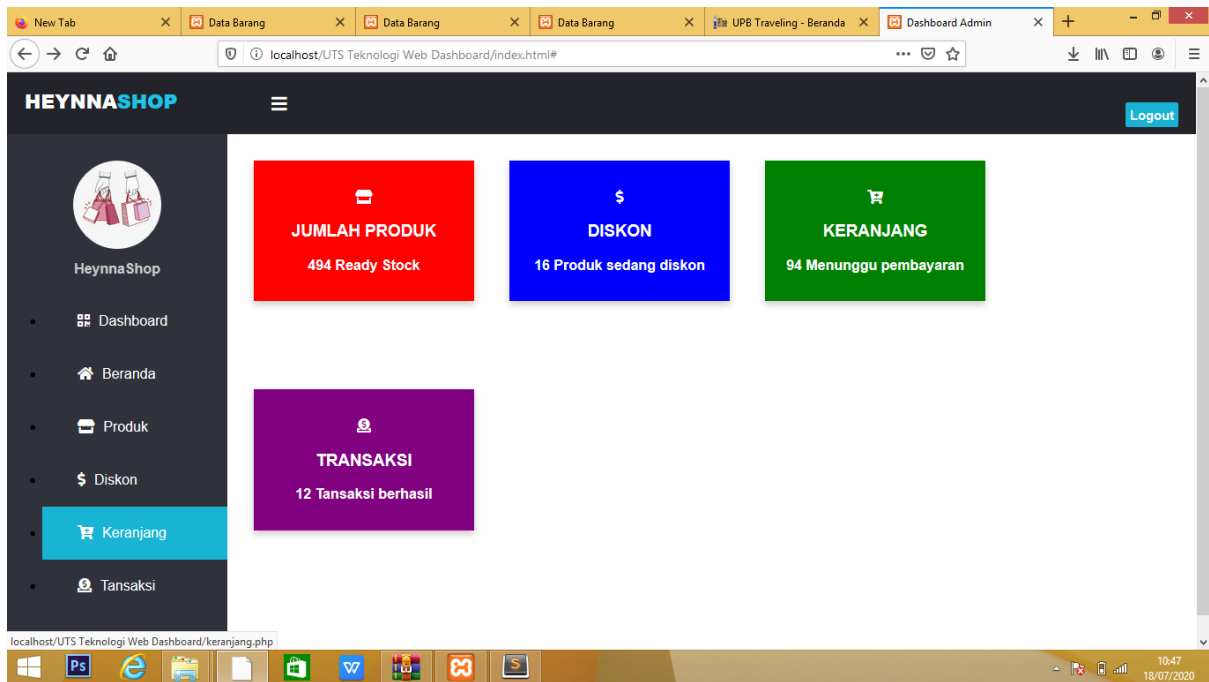 New Tab
Data Barang
Data Barang
Data Barang
UPB Traveling - Beranda
Dashboard Admin
localhost/UTS Teknologi Web Dashboard/index.html#
HEYNNASHOP
Logout
HeynnaShop
Dashboard
Beranda
Produk
Diskon
Keranjang
Tansaksi
JUMLAH PRODUK
494 Ready Stock
DISKON
16 Produk sedang diskon
KERANJANG
94 Menunggu pembayaran
TRANSAKSI
12 Tansaksi berhasil
localhost/UTS Teknologi Web Dashboard/keranjang.php
Ps
10:47
18/07/2020